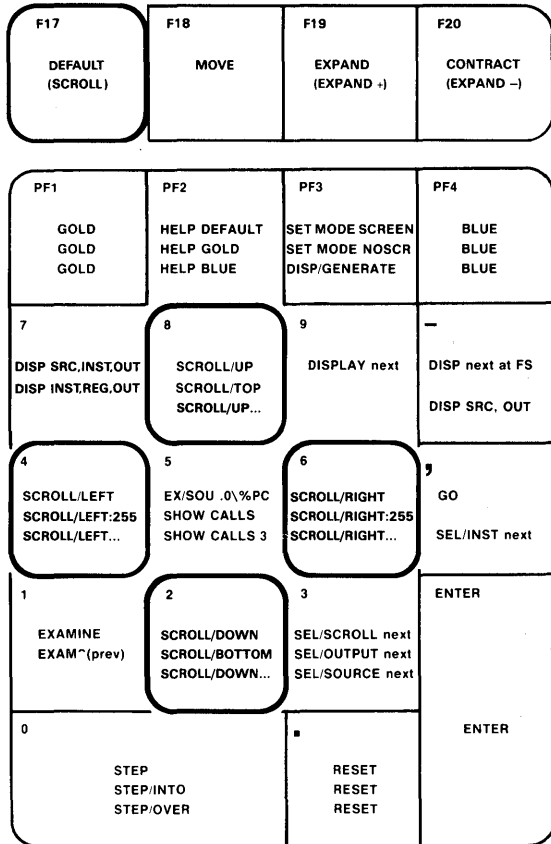 F17
DEFAULT
(SCROLL)
F18
MOVE
F19
EXPAND
(EXPAND +)
F20
CONTRACT
(EXPAND –)
PF1
GOLD
GOLD
GOLD
PF2
HELP DEFAULT
HELP GOLD
HELP BLUE
PF3
SET MODE SCREEN
SET MODE NOSCR
DISP/GENERATE
PF4
BLUE
BLUE
BLUE
7
DISP SRC,INST,OUT
DISP INST,REG,OUT
8
SCROLL/UP
SCROLL/TOP
SCROLL/UP...
9
DISPLAY next
–
DISP next at FS
DISP SRC, OUT
4
SCROLL/LEFT
SCROLL/LEFT:255
SCROLL/LEFT...
5
EX/SOU .0\%PC
SHOW CALLS
SHOW CALLS 3
6
SCROLL/RIGHT
SCROLL/RIGHT:255
SCROLL/RIGHT...
,
GO
SEL/INST next
1
EXAMINE
EXAM^(prev)
2
SCROLL/DOWN
SCROLL/BOTTOM
SCROLL/DOWN...
3
SEL/SCROLL next
SEL/OUTPUT next
SEL/SOURCE next
ENTER
ENTER
0
STEP
STEP/INTO
STEP/OVER
.
RESET
RESET
RESET